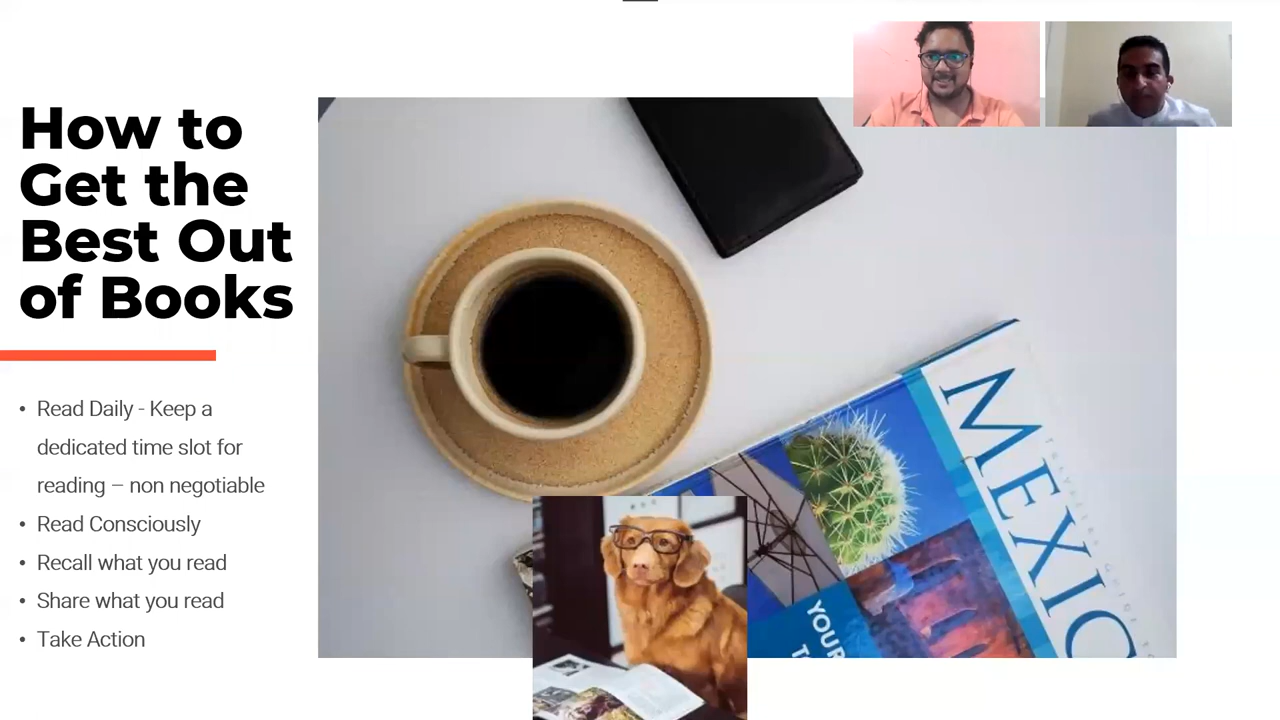 How to
Get the
Best Out
of Books
• Read Daily - Keep a
dedicated time slot for
reading – non negotiable
• Read Consciously
• Recall what you read
• Share what you read
• Take Action
MEXIC
YOUR